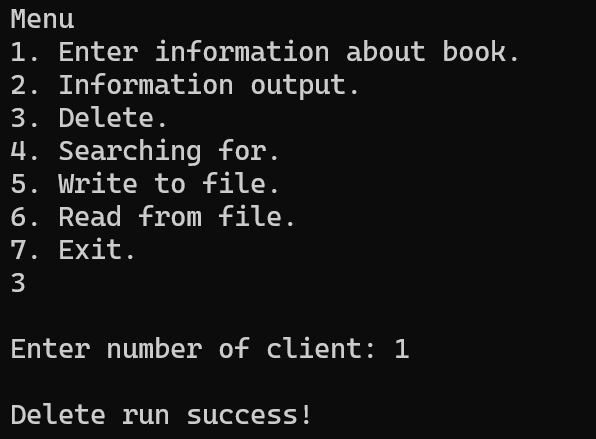 Menu
1. Enter information about book.
2. Information output.
3. Delete.
4. Searching for.
5. Write to file.
6. Read from file.
7. Exit.
3
Enter number of client: 1
Delete run success!